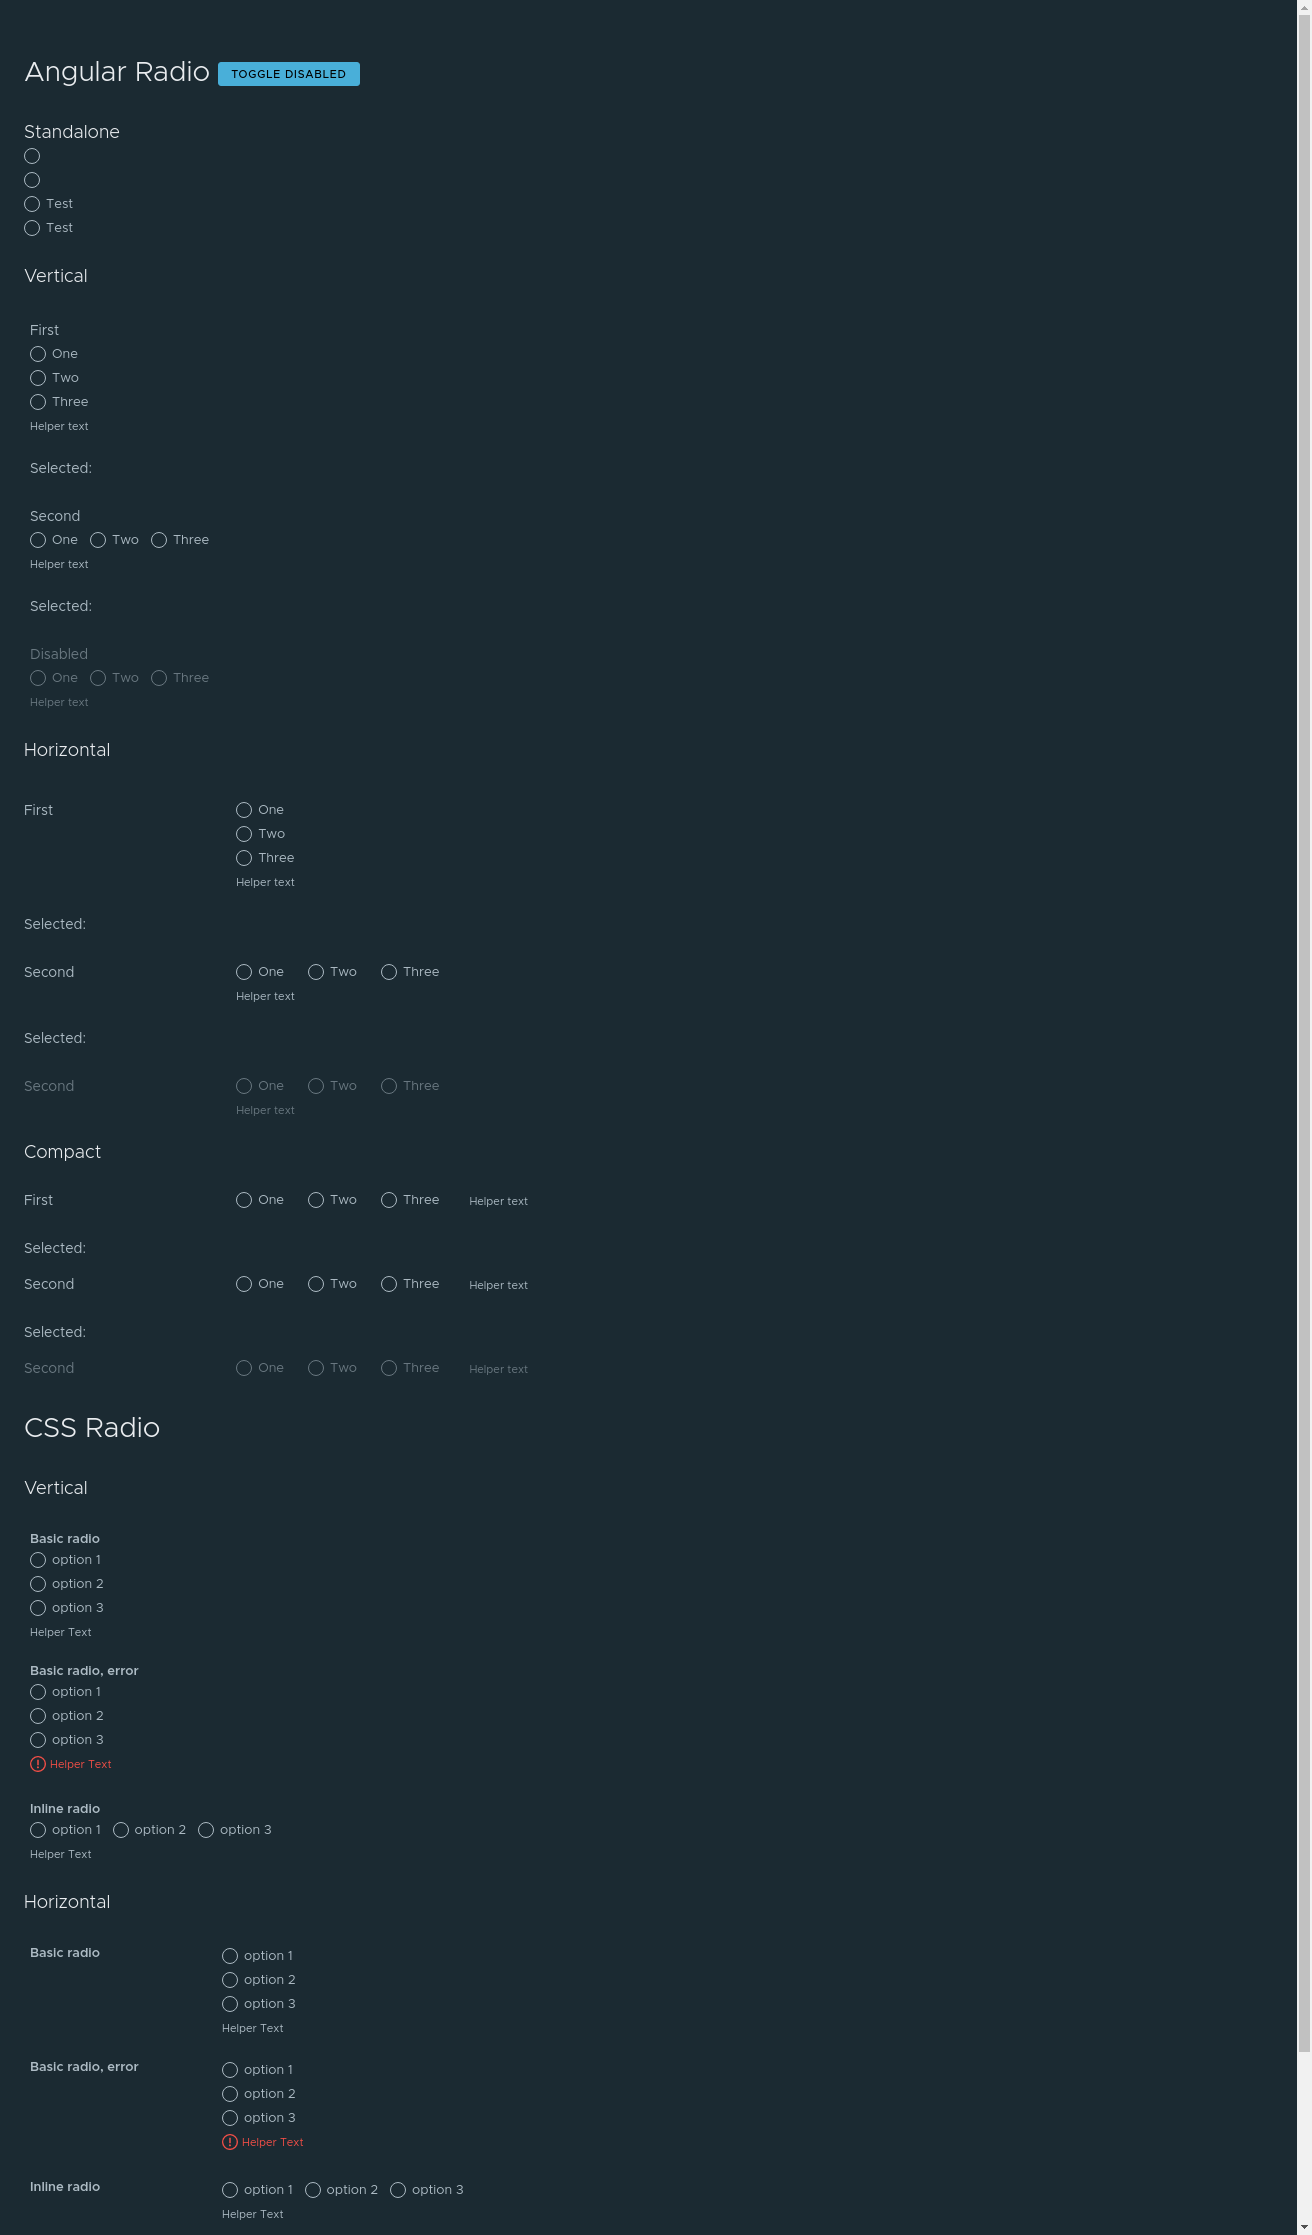 Angular Radio TOGGLE DISABLED
Standalone
Test
Test
Vertical
First
One
Two
Three
Helper text
Selected:
Second
One Two Three
Helper text
Selected:
Disabled
One Two Three
Helper text
Horizontal
First One
Two
Three
Helper text
Selected:
Second One Two Three
Helper text
Selected:
Second One Two Three
Helper text
Compact
First One Two Three Helper text
Selected:
Second One Two Three Helper text
Selected:
Second One Two Three Helper text
CSS Radio
Vertical
Basic radio
option 1
option 2
option 3
Helper Text
Basic radio, error
option 1
option 2
option 3
Helper Text
Inline radio
option 1 option 2 option 3
Helper Text
Horizontal
Basic radio option 1
option 2
option 3
Helper Text
Basic radio, error option 1
option 2
option 3
Helper Text
Inline radio option 1 option 2 option 3
Helper Text